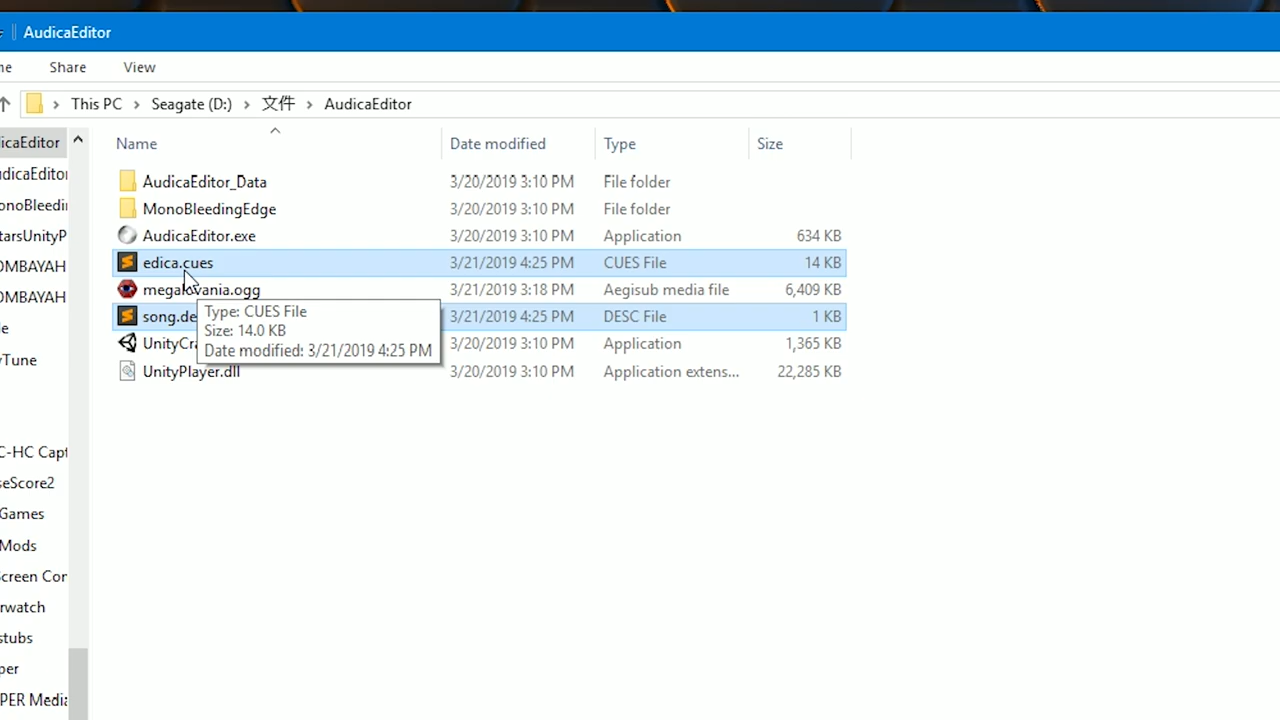 AudicaEditor
Share View
This PC Seagate (D:) 文件 AudicaEditor
Name Date modified Type Size
AudicaEditor_Data 3/20/2019 3:10 PM File folder
MonoBleedingEdge 3/20/2019 3:10 PM File folder
AudicaEditor.exe 3/20/2019 3:10 PM Application 634 KB
edica.cues 3/21/2019 4:25 PM CUES File 14 KB
megalovania.ogg 3/21/2019 3:18 PM Aegisub media file 6,409 KB
song.de 3/21/2019 4:25 PM DESC File 1 KB
UnityCra 3/20/2019 3:10 PM Application 1,365 KB
UnityPlayer.dll 3/20/2019 3:10 PM Application extens... 22,285 KB
Type: CUES File
Size: 14.0 KB
Date modified: 3/21/2019 4:25 PM
icaEditor
udicaEditor
onoBleedi
tarsUnityP
OMBAYAH
OMBAYAH
le
yTune
C-HC Capt
seScore2
Games
Mods
creen Cor
rwatch
stubs
per
PER Media